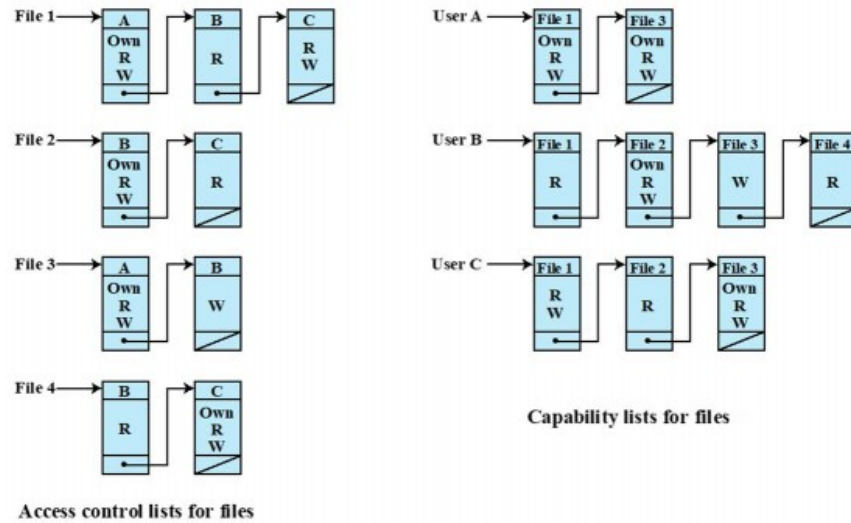 File 1
A
Own
R
W
B
R
C
R
W
File 2
B
Own
R
W
C
R
File 3
A
Own
R
W
B
W
File 4
B
R
C
Own
R
W
Access control lists for files
User A
File 1
Own
R
W
File 3
Own
R
W
User B
File 1
R
File 2
Own
R
W
File 3
W
File 4
R
User C
File 1
R
W
File 2
R
File 3
Own
R
W
Capability lists for files